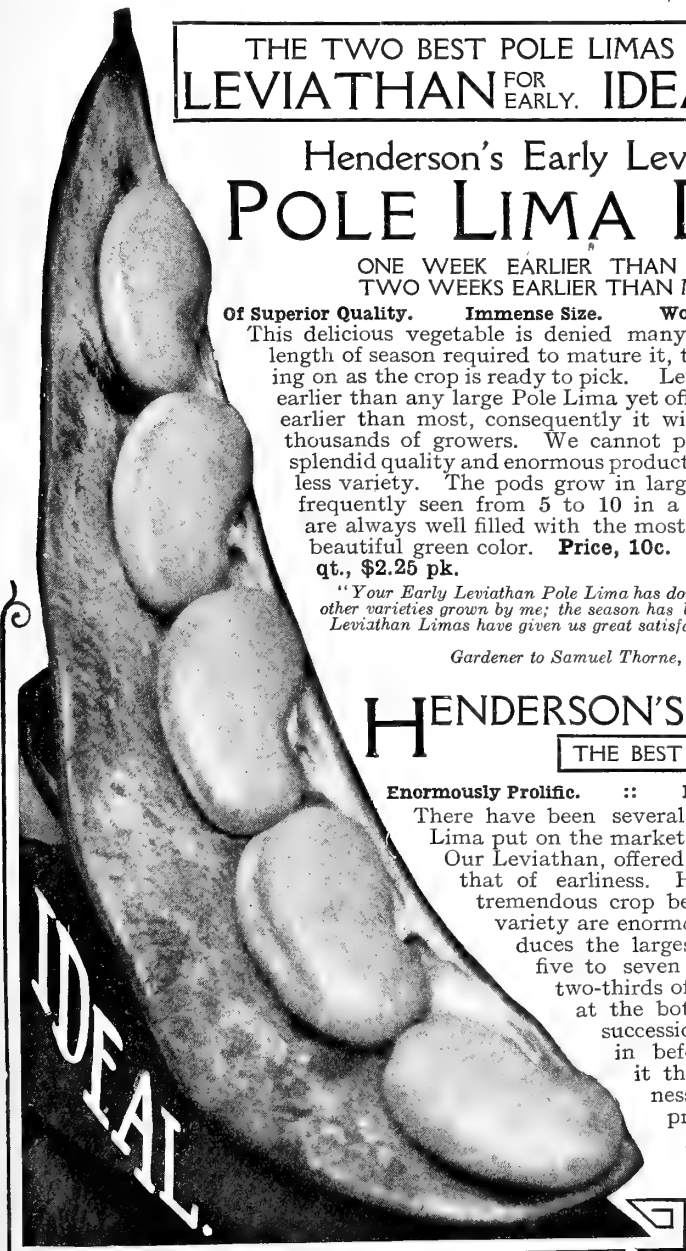 THE TWO BEST POLE LIMAS
LEVIATHAN FOR EARLY. IDEA
Henderson's Early Lev
POLE LIMA
ONE WEEK EARLIER THAN
TWO WEEKS EARLIER THAN
Of Superior Quality. Immense Size. Wo
This delicious vegetable is denied many
length of season required to mature it, t
ing on as the crop is ready to pick. Le
earlier than any large Pole Lima yet off
earlier than most, consequently it wi
thousands of growers. We cannot p
splendid quality and enormous product
less variety. The pods grow in larg
frequently seen from 5 to 10 in a
are always well filled with the most
beautiful green color. Price, 10c.
qt., $2.25 pk.
"Your Early Leviathan Pole Lima has do
other varieties grown by me; the season has
Leviathan Limas have given us great satisfa
Gardener to Samuel Thorne,
HENDERSON'S
THE BEST
Enormously Prolific. ::
There have been several
Lima put on the market
Our Leviathan, offered
that of earliness. H
tremendous crop be
variety are enorm
duces the larges
five to seven
two-thirds of
at the bot
successio
in bef
it th
ness
pr
IDEAL.